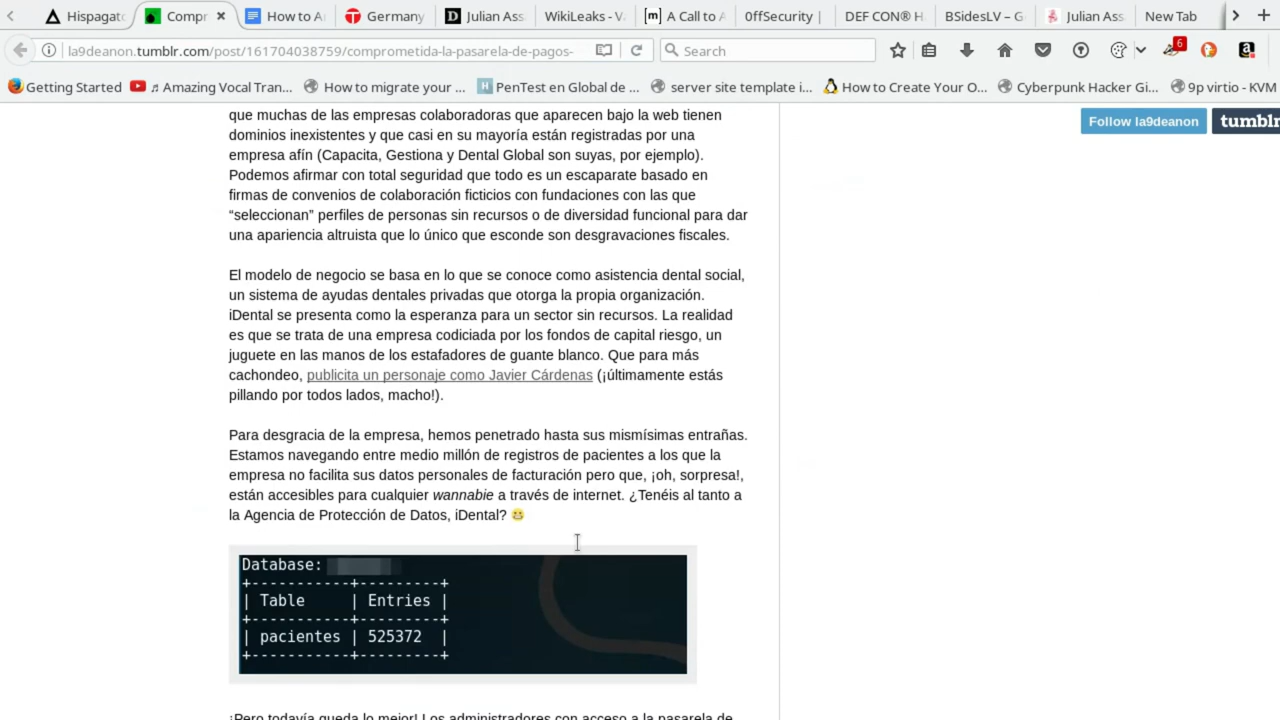 Hispagato
Compr
How to A
Germany
Julian Ass
WikiLeaks - V
A Call to A
0ffSecurity |
DEF CON® H
BSidesLV – G
Julian Ass
New Tab
la9deanon.tumblr.com/post/161704038759/comprometida-la-pasarela-de-pagos-
Search
6
Getting Started
♬ Amazing Vocal Tran...
How to migrate your ...
PenTest en Global de ...
server site template i...
How to Create Your O...
Cyberpunk Hacker Gi...
9p virtio - KVM
Follow la9deanon
tumblr
que muchas de las empresas colaboradoras que aparecen bajo la web tienen
dominios inexistentes y que casi en su mayoría están registradas por una
empresa afín (Capacita, Gestiona y Dental Global son suyas, por ejemplo).
Podemos afirmar con total seguridad que todo es un escaparate basado en
firmas de convenios de colaboración ficticios con fundaciones con las que
“seleccionan” perfiles de personas sin recursos o de diversidad funcional para dar
una apariencia altruista que lo único que esconde son desgravaciones fiscales.
El modelo de negocio se basa en lo que se conoce como asistencia dental social,
un sistema de ayudas dentales privadas que otorga la propia organización.
iDental se presenta como la esperanza para un sector sin recursos. La realidad
es que se trata de una empresa codiciada por los fondos de capital riesgo, un
juguete en las manos de los estafadores de guante blanco. Que para más
cachondeo, publicita un personaje como Javier Cárdenas (¡últimamente estás
pillando por todos lados, macho!).
Para desgracia de la empresa, hemos penetrado hasta sus mismísimas entrañas.
Estamos navegando entre medio millón de registros de pacientes a los que la
empresa no facilita sus datos personales de facturación pero que, ¡oh, sorpresa!,
están accesibles para cualquier wannabie a través de internet. ¿Tenéis al tanto a
la Agencia de Protección de Datos, iDental? 😬
Database:
+-----------+---------+
| Table     | Entries |
+-----------+---------+
| pacientes | 525372  |
+-----------+---------+
¡Pero todavía queda lo mejor! Los administradores con acceso a la pasarela de